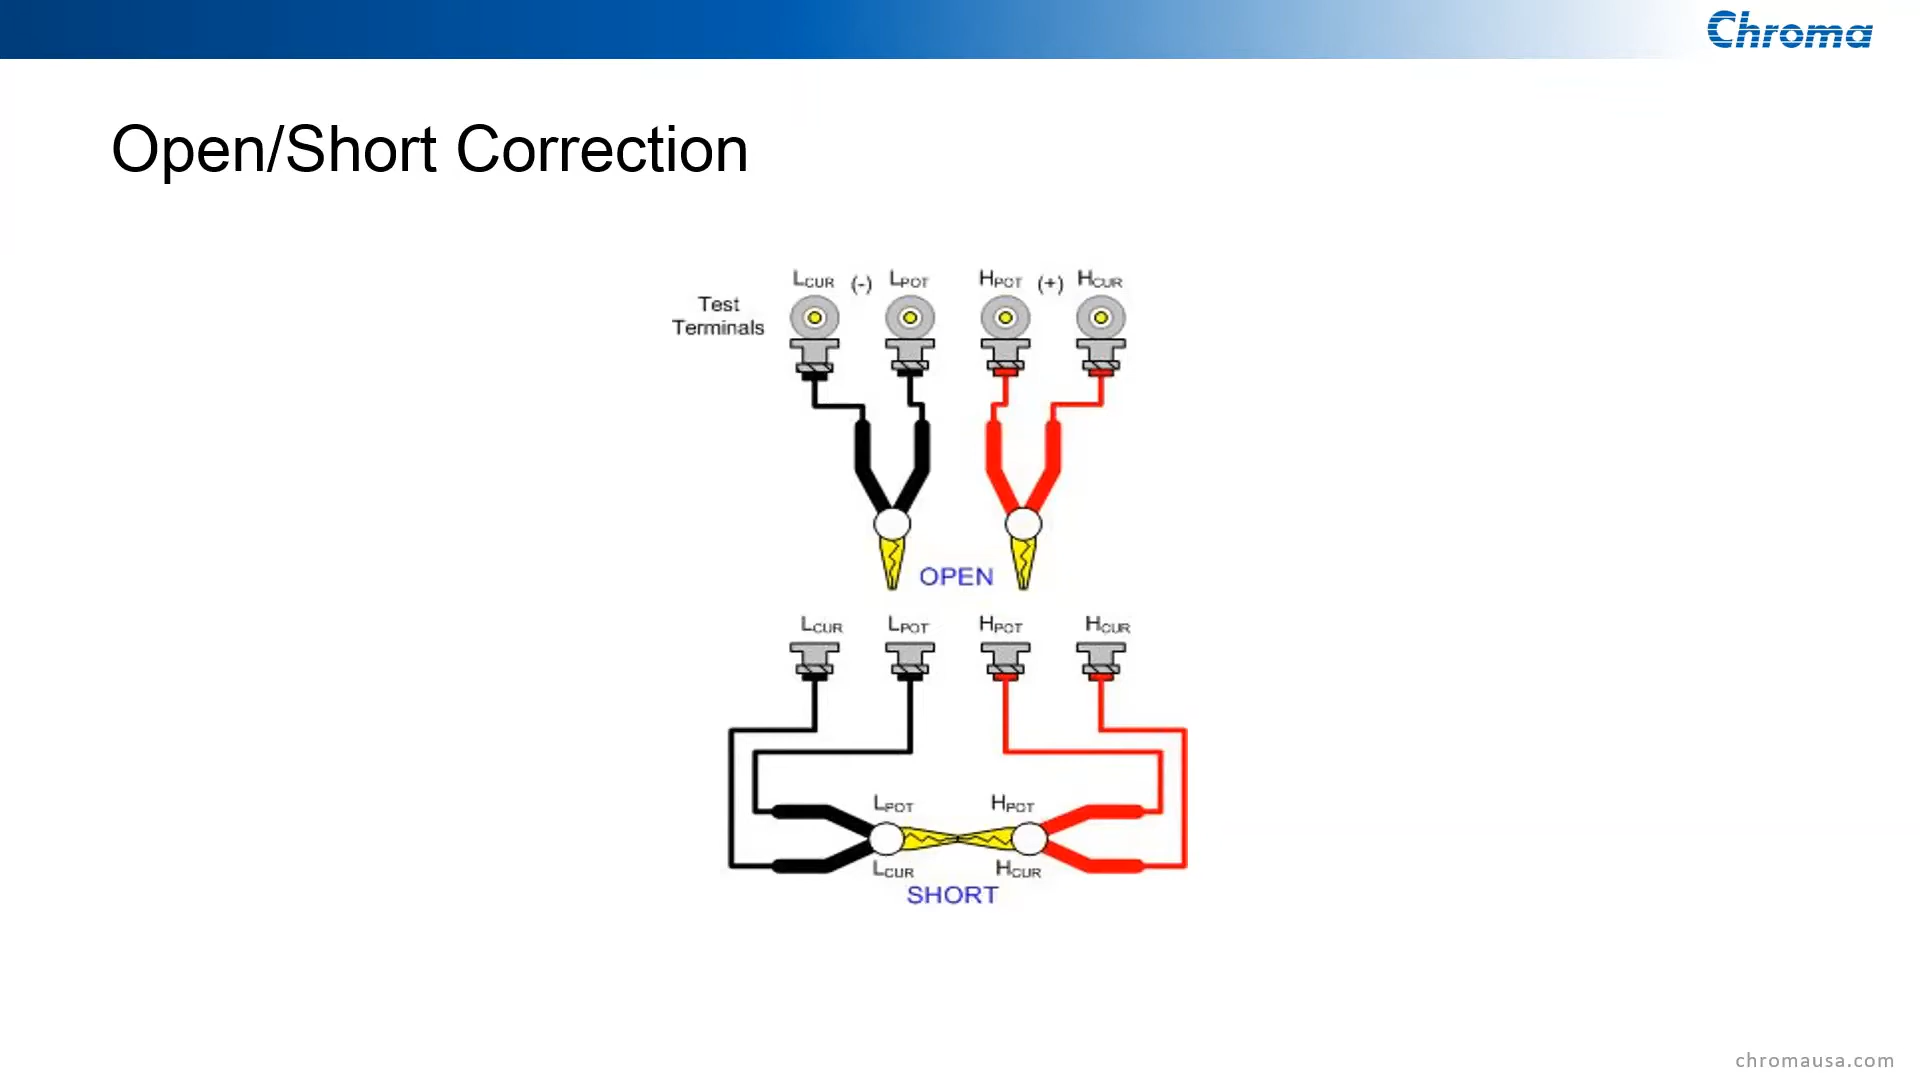 Chroma
Open/Short Correction
LCUR (-) LPOT HPOT (+) HCUR
Test
Terminals
OPEN
LCUR LPOT HPOT HCUR
LPOT HPOT
LCUR HCUR
SHORT
chromausa.com